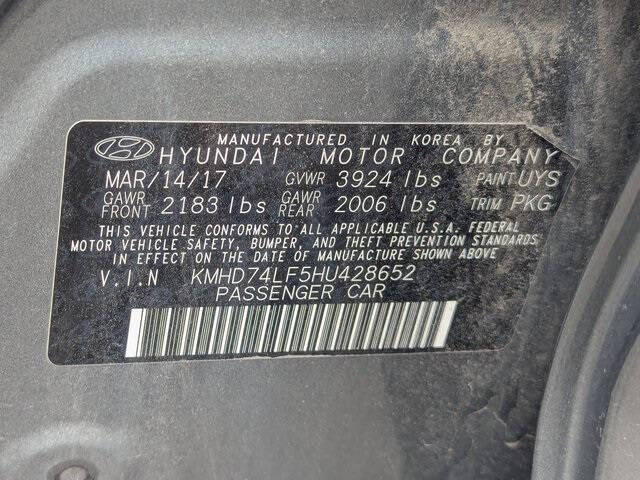 MANUFACTURED IN KOREA BY
HYUNDAI MOTOR COMPANY
MAR/14/17 GVWR 3924 lbs PAINT UYS
GAWR FRONT 2183 lbs GAWR REAR 2006 lbs TRIM PKG
THIS VEHICLE CONFORMS TO ALL APPLICABLE U.S.A. FEDERAL
MOTOR VEHICLE SAFETY, BUMPER, AND THEFT PREVENTION STANDARDS
IN EFFECT ON THE DATE OF MANUFACTURE SHOWN ABOVE.
V.I.N KMHD74LF5HU428652
PASSENGER CAR